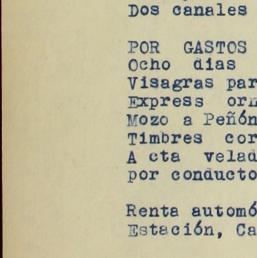 Dos canales
POR GASTOS
Ocho dias
Visagras par
Express orn
Mozo a Peñón
Timbres cor
A cta velad
por conducto
Renta automó
Estación, Ca